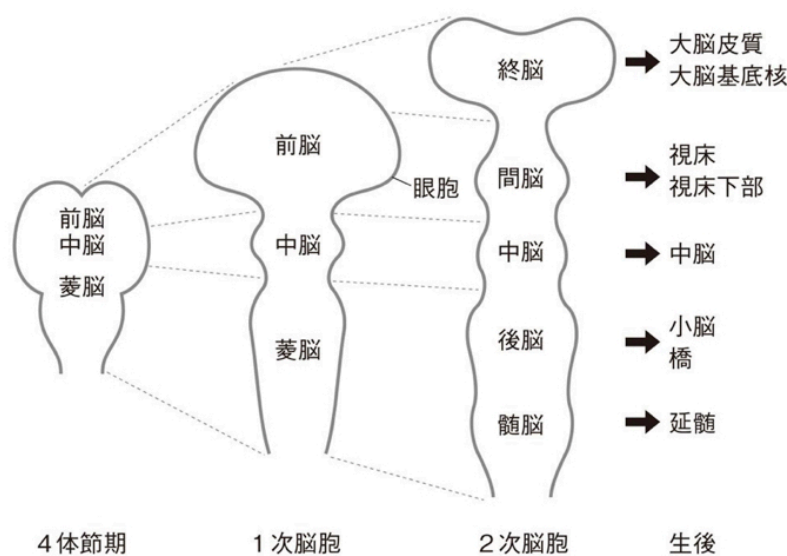 前脳
中脳
菱脳
前脳
眼胞
中脳
菱脳
終脳
間脳
中脳
後脳
髄脳
大脳皮質
大脳基底核
視床
視床下部
中脳
小脳
橋
延髄
4体節期
1次脳胞
2次脳胞
生後